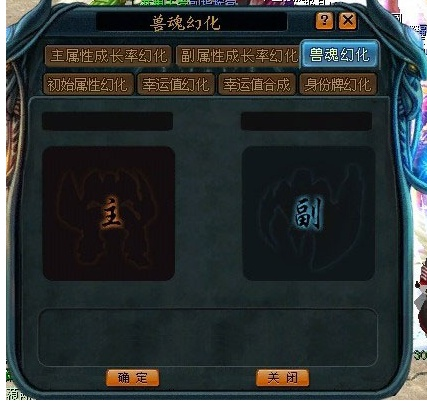 兽魂幻化 ? X
主属性成长率幻化 副属性成长率幻化 兽魂幻化
初始属性幻化 幸运值幻化 幸运值合成 身份牌幻化
主 副
确定 关闭